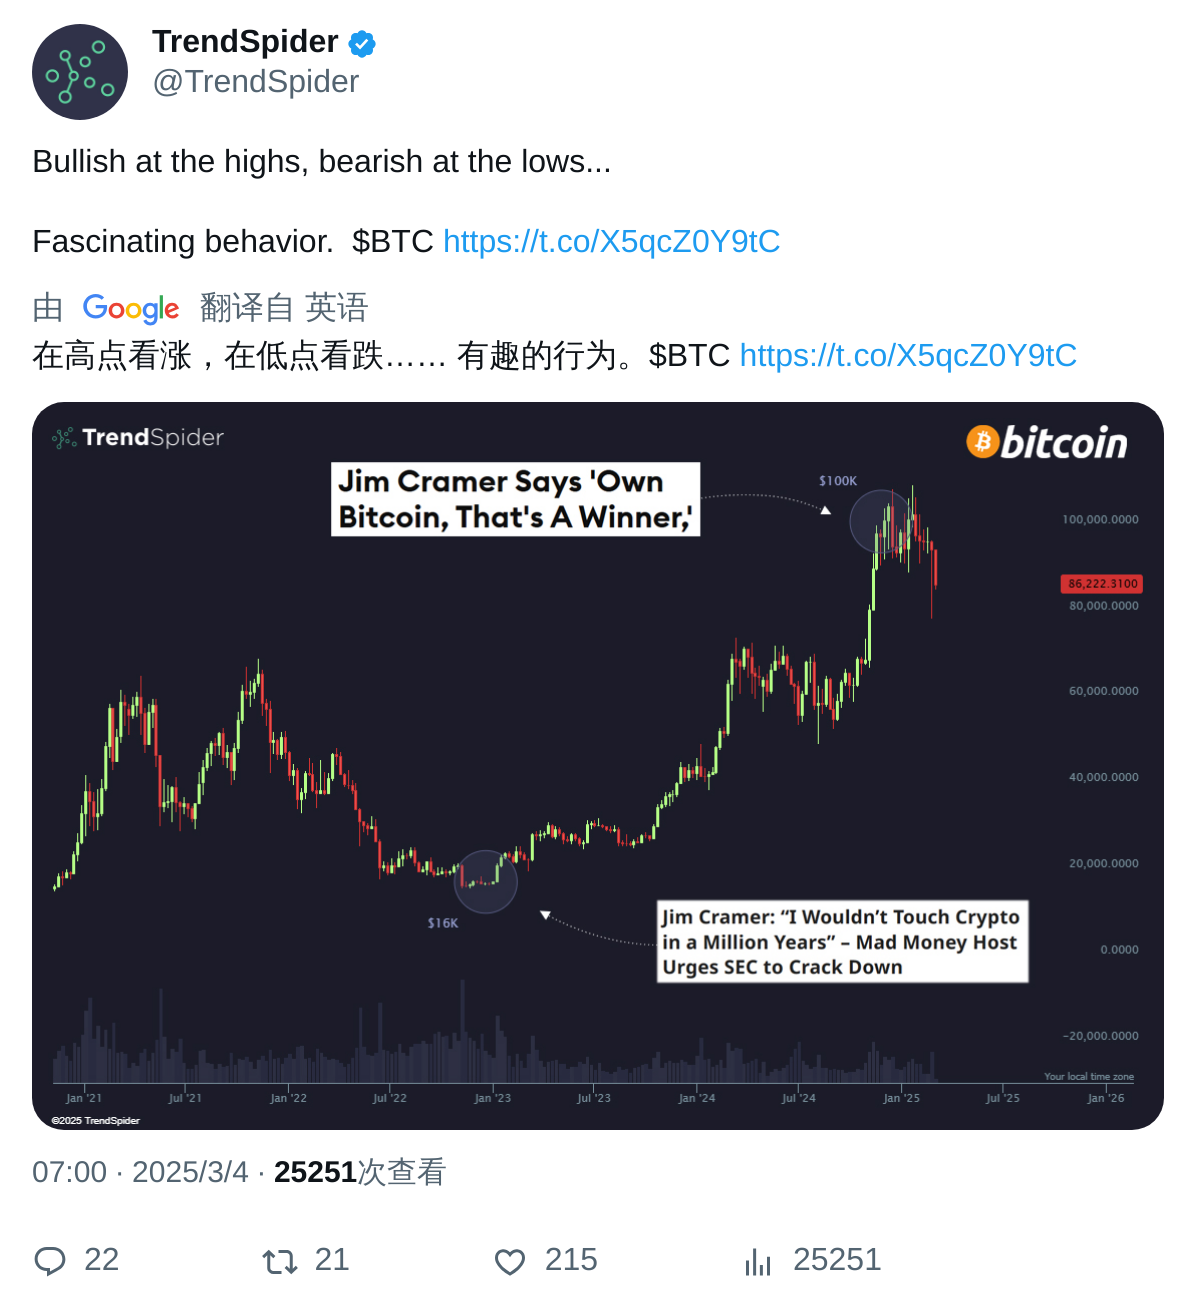 TrendSpider
@TrendSpider
Bullish at the highs, bearish at the lows...
Fascinating behavior.  $BTC https://t.co/X5qcZ0Y9tC
由 Google 翻译自 英语
在高点看涨，在低点看跌…… 有趣的行为。$BTC https://t.co/X5qcZ0Y9tC
TrendSpider
bitcoin
Jim Cramer Says 'Own
Bitcoin, That's A Winner,'
$100K
100,000.0000
86,222.3100
80,000.0000
60,000.0000
40,000.0000
20,000.0000
$16K
Jim Cramer: “I Wouldn’t Touch Crypto
in a Million Years” – Mad Money Host
Urges SEC to Crack Down
0.0000
-20,000.0000
Your local time zone
Jan '21 Jul '21 Jan '22 Jul '22 Jan '23 Jul '23 Jan '24 Jul '24 Jan '25 Jul '25 Jan '26
©2025 TrendSpider
07:00 · 2025/3/4 · 25251次查看
22 21 215 25251